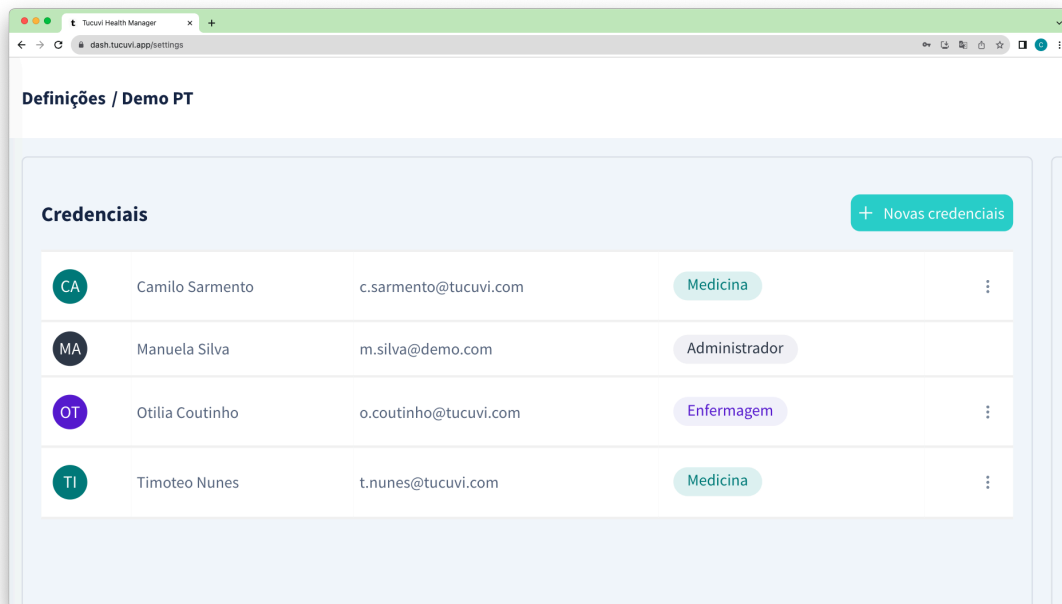 t Tucuvi Health Manager
dash.tucuvi.app/settings
C
Definições / Demo PT
Credenciais
+ Novas credenciais
CA Camilo Sarmento c.sarmento@tucuvi.com Medicina
MA Manuela Silva m.silva@demo.com Administrador
OT Otilia Coutinho o.coutinho@tucuvi.com Enfermagem
TI Timoteo Nunes t.nunes@tucuvi.com Medicina